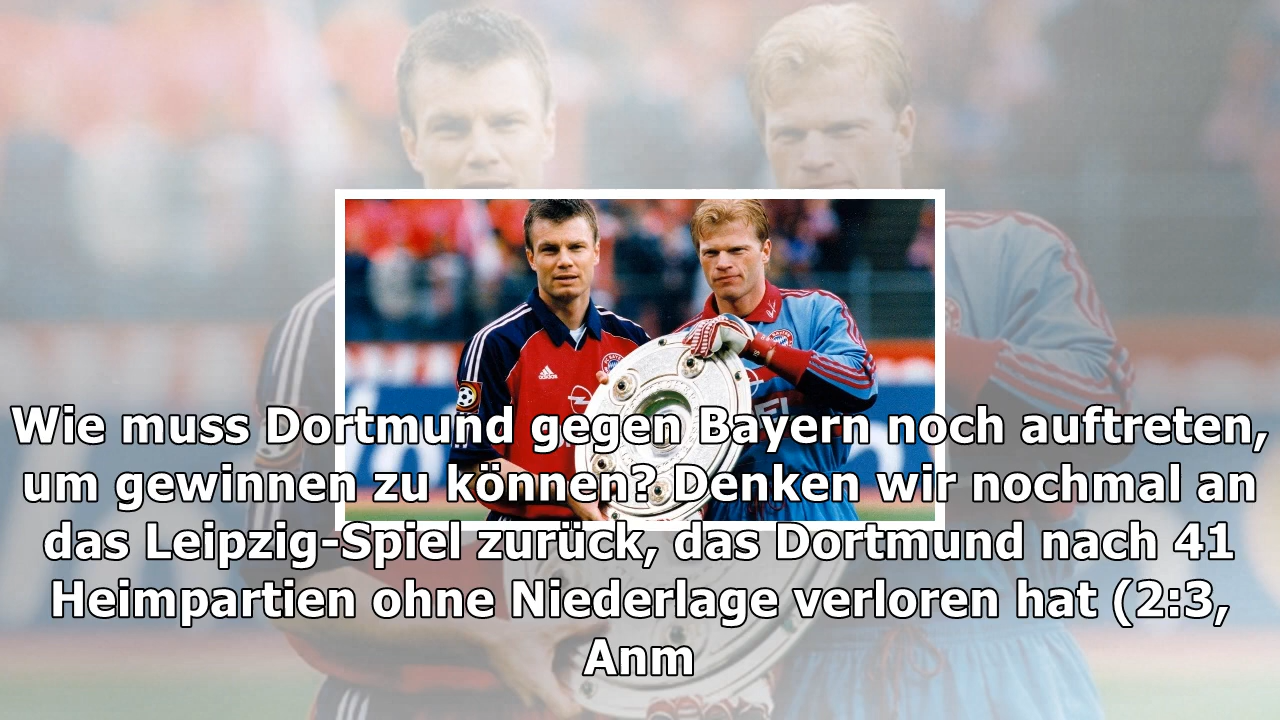 Wie muss Dortmund gegen Bayern noch auftreten,
um gewinnen zu können? Denken wir nochmal an
das Leipzig-Spiel zurück, das Dortmund nach 41
Heimpartien ohne Niederlage verloren hat (2:3,
Anm